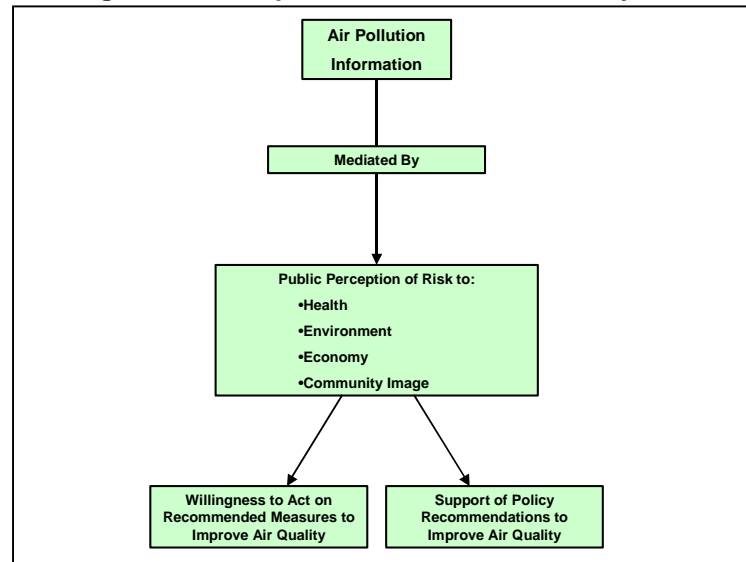 Air Pollution
Information
Mediated By
Public Perception of Risk to:
•Health
•Environment
•Economy
•Community Image
Willingness to Act on
Recommended Measures to
Improve Air Quality
Support of Policy
Recommendations to
Improve Air Quality